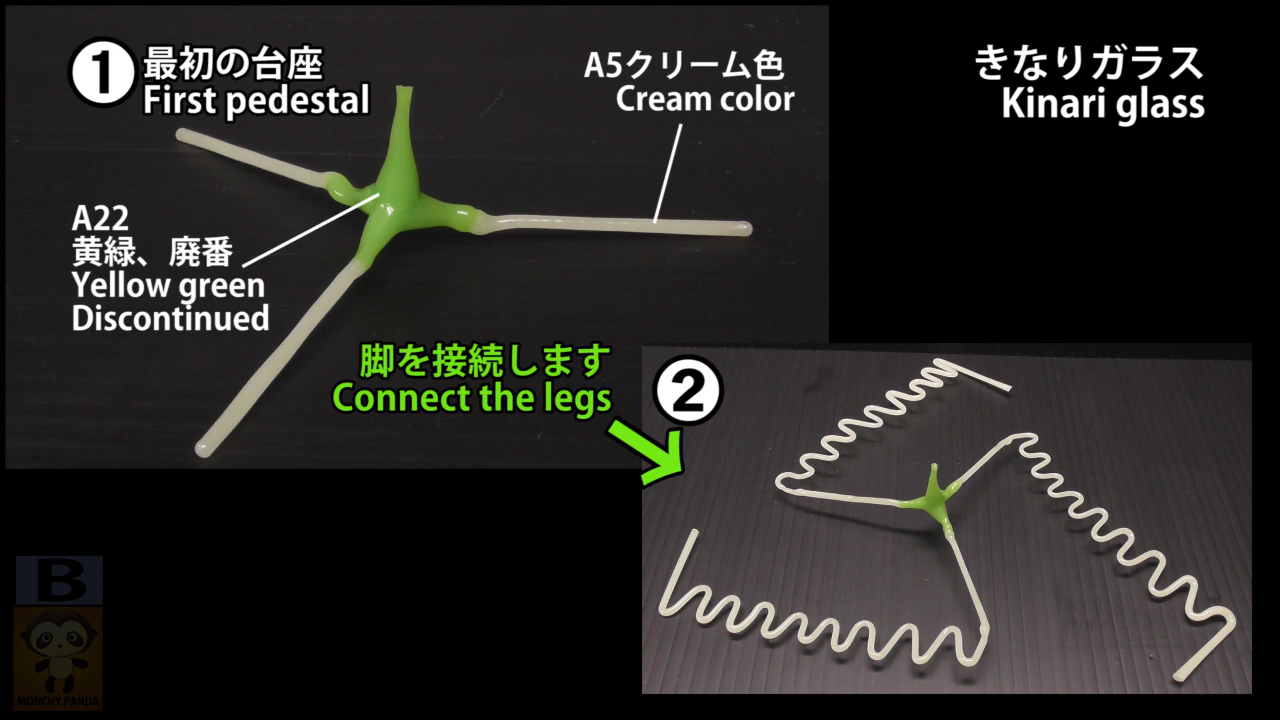 ①最初の台座
First pedestal
A5クリーム色
Cream color
きなりガラス
Kinari glass
A22
黄緑、廃番
Yellow green
Discontinued
脚を接続します
Connect the legs
②
B
MONCHY PANDA